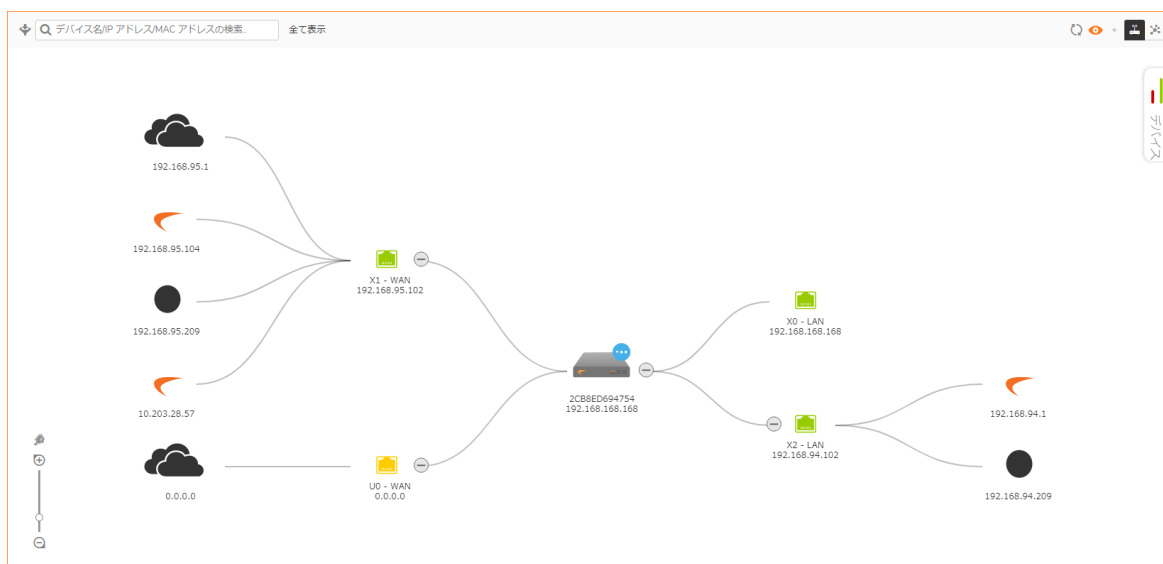 デバイス名/IP アドレス/MAC アドレスの検索..
全て表示
デバイス
192.168.95.1
192.168.95.104
192.168.95.209
10.203.28.57
0.0.0.0
X1 - WAN
192.168.95.102
U0 - WAN
0.0.0.0
2CB8ED694754
192.168.168.168
X0 - LAN
192.168.168.168
X2 - LAN
192.168.94.102
192.168.94.1
192.168.94.209